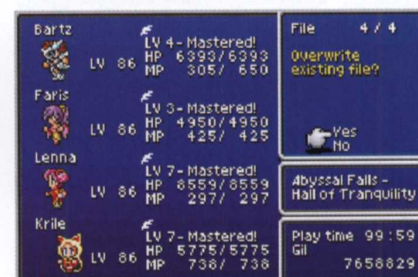 Bartz
LV 4-Mastered!
LV 86 HP 6393/6393
MP 305/ 650
Faris
LV 3-Mastered!
LV 86 HP 4950/4950
MP 425/ 425
Lenna
LV 7-Mastered!
LV 86 HP 8559/8559
MP 297/ 297
Krile
LV 7-Mastered!
LV 86 HP 5775/5775
MP 738/ 738
File 4/4
Overwrite
existing file?
Yes
No
Abyssal Falls –
Hall of Tranquility
Play time 99:59
Gil
7658829